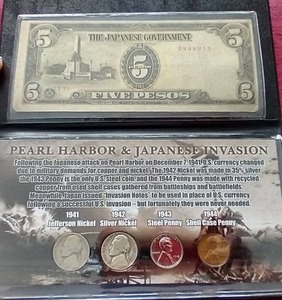 THE JAPANESE GOVERNMENT
5
5
5
FIVE PESOS
PEARL HARBOR & JAPANESE INVASION
Following the Japanese attack on Pearl Harbor on December 7, 1941, U.S. currency changed
due to military demands for copper and nickel. The 1942 Nickel was made in 35% silver,
the 1943 Penny is the only U.S. Steel coin and the 1944 Penny was made with recycled
copper from used shell cases gathered from battleships and battlefields.
Meanwhile, Japan issued "Invasion Notes" to be used in place of U.S. currency
following a successful U.S. invasion – but fortunately they were never needed.
1941 1942 1943 1944
Jefferson Nickel Silver Nickel Steel Penny Shell Case Penny